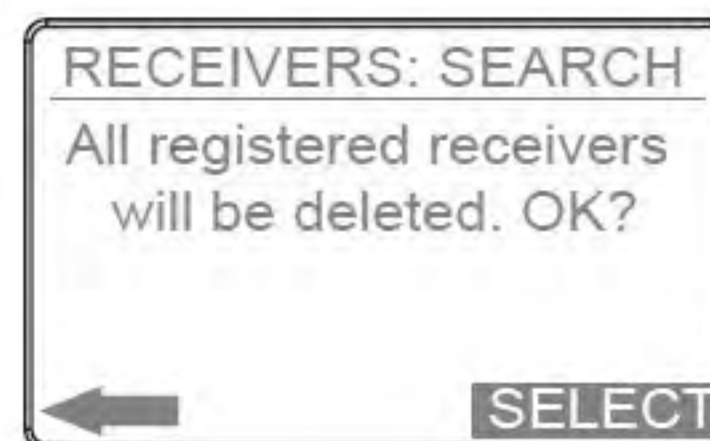 RECEIVERS: SEARCH
All registered receivers
will be deleted. OK?
SELECT